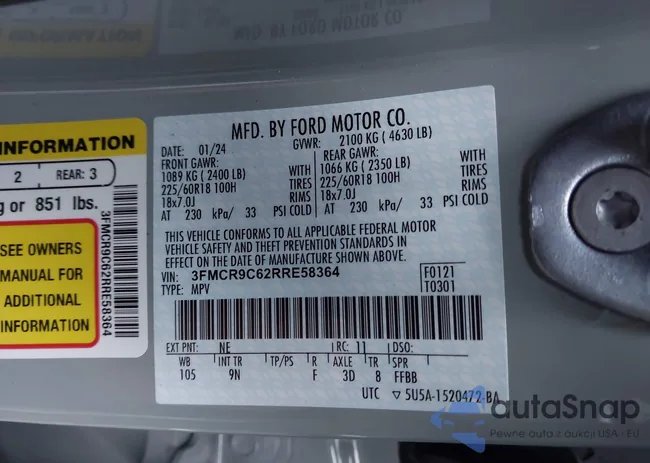 MFD. BY FORD MOTOR CO.
DATE: 01/24 GVWR: 2100 KG ( 4630 LB)
FRONT GAWR: REAR GAWR:
1089 KG ( 2400 LB) WITH 1066 KG ( 2350 LB) WITH
225/60R18 100H TIRES 225/60R18 100H TIRES
18x7.0J RIMS 18x7.0J RIMS
AT 230 kPa/ 33 PSI COLD AT 230 kPa/ 33 PSI COLD
THIS VEHICLE CONFORMS TO ALL APPLICABLE FEDERAL MOTOR
VEHICLE SAFETY AND THEFT PREVENTION STANDARDS IN
EFFECT ON THE DATE OF MANUFACTURE SHOWN ABOVE.
VIN: 3FMCR9C62RRE58364 F0121
TYPE: MPV T0301
EXT PNT: NE RC: 11 DSO:
WB INT TR TP/PS R AXLE TR SPR
105 9N F 3D 8 FFBB
UTC ▽ 5U5A-1520472-BA
INFORMATION
2 REAR: 3
g or 851 lbs.
SEE OWNERS
MANUAL FOR
ADDITIONAL
INFORMATION
3FMCR9C62RRE58364
autaSnap
Pewne auta z aukcji USA i EU